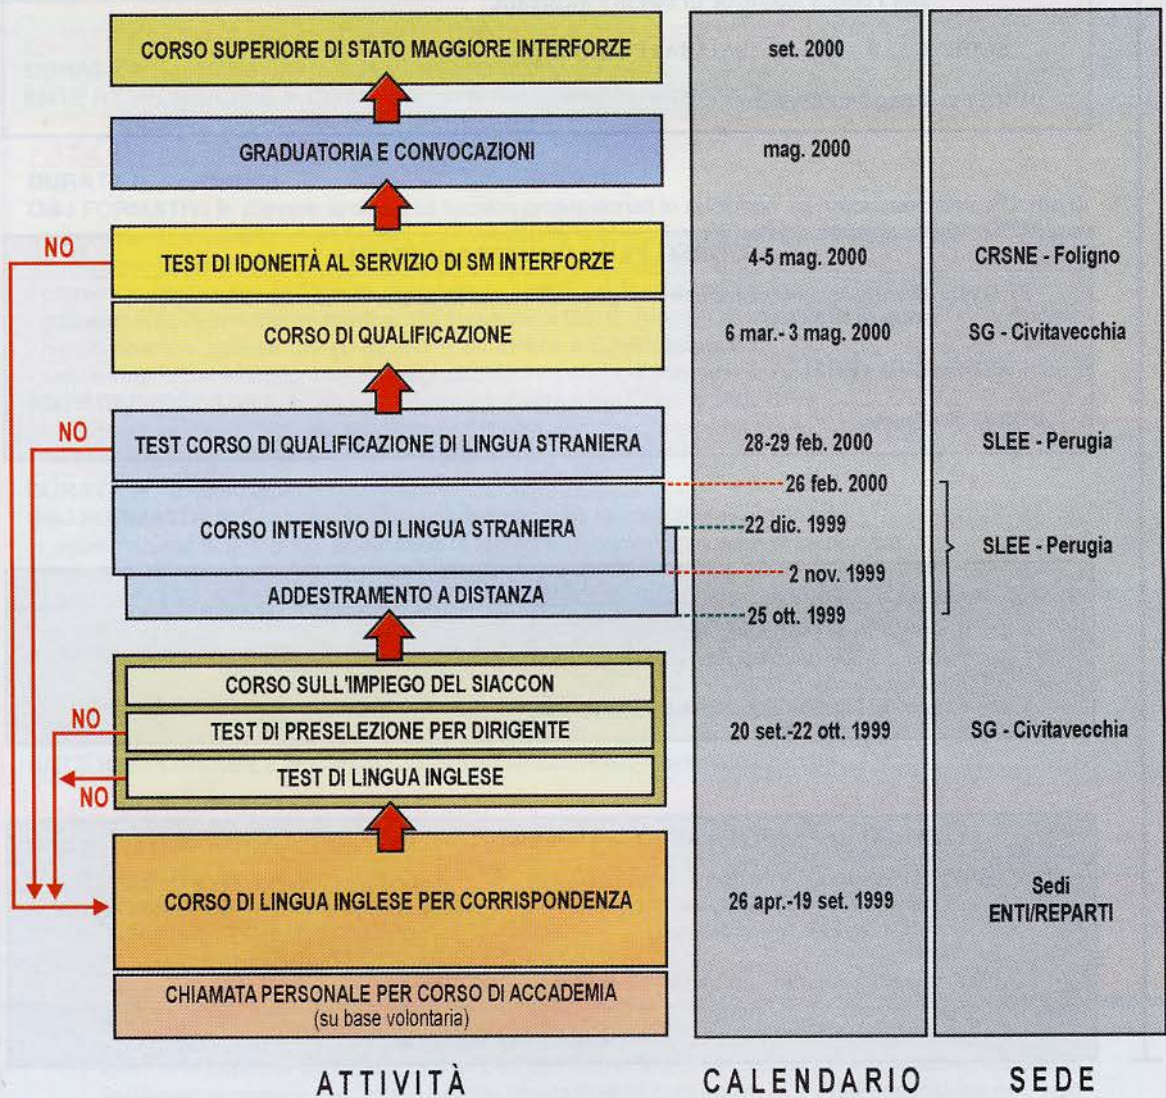 CORSO SUPERIORE DI STATO MAGGIORE INTERFORZE
set. 2000
GRADUATORIA E CONVOCAZIONI
mag. 2000
NO
TEST DI IDONEITÀ AL SERVIZIO DI SM INTERFORZE
4-5 mag. 2000
CRSNE - Foligno
CORSO DI QUALIFICAZIONE
6 mar.- 3 mag. 2000
SG - Civitavecchia
NO
TEST CORSO DI QUALIFICAZIONE DI LINGUA STRANIERA
28-29 feb. 2000
SLEE - Perugia
26 feb. 2000
CORSO INTENSIVO DI LINGUA STRANIERA
22 dic. 1999
SLEE - Perugia
2 nov. 1999
ADDESTRAMENTO A DISTANZA
25 ott. 1999
CORSO SULL'IMPIEGO DEL SIACCON
NO
TEST DI PRESELEZIONE PER DIRIGENTE
20 set.-22 ott. 1999
SG - Civitavecchia
TEST DI LINGUA INGLESE
NO
CORSO DI LINGUA INGLESE PER CORRISPONDENZA
26 apr.-19 set. 1999
Sedi
ENTI/REPARTI
CHIAMATA PERSONALE PER CORSO DI ACCADEMIA
(su base volontaria)
ATTIVITÀ
CALENDARIO
SEDE